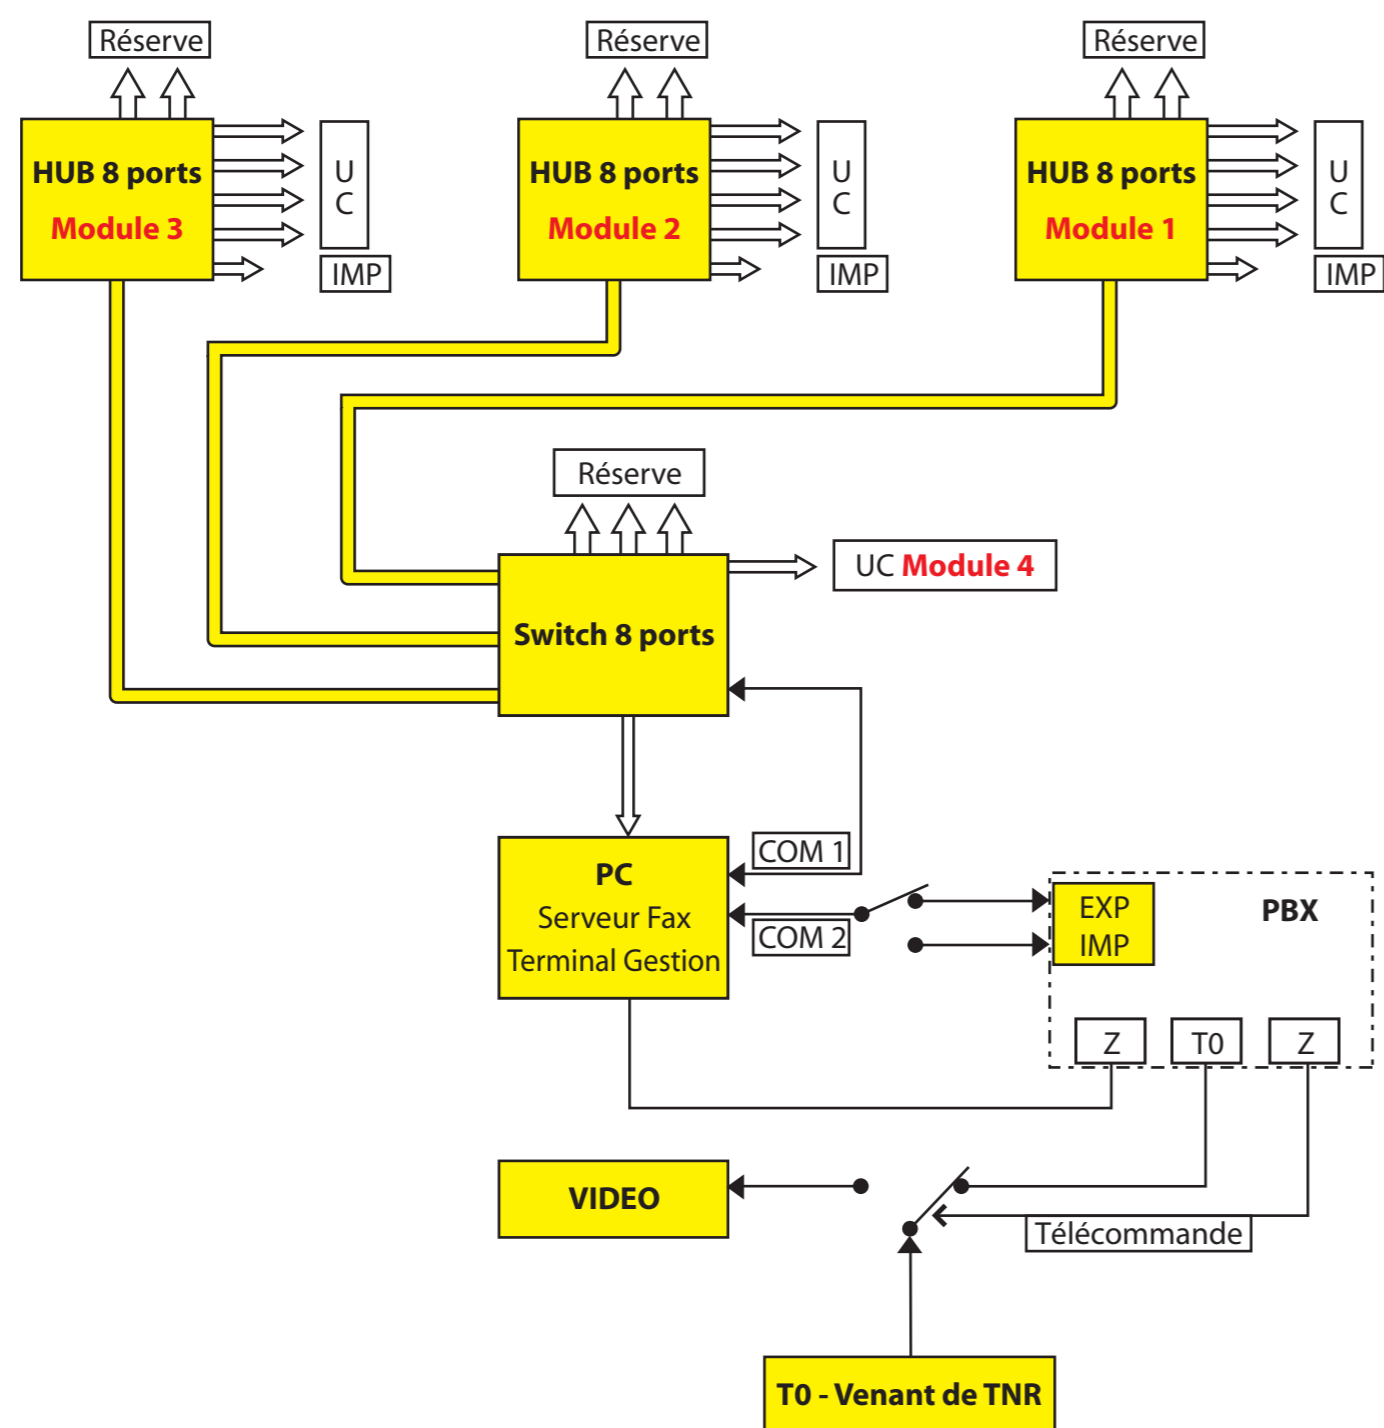 Réserve
Réserve
Réserve
HUB 8 ports
Module 3
U
C
IMP
HUB 8 ports
Module 2
U
C
IMP
HUB 8 ports
Module 1
U
C
IMP
Réserve
UC Module 4
Switch 8 ports
COM 1
PC
Serveur Fax
Terminal Gestion
COM 2
EXP
IMP
PBX
Z
T0
Z
VIDEO
Télécommande
T0 - Venant de TNR